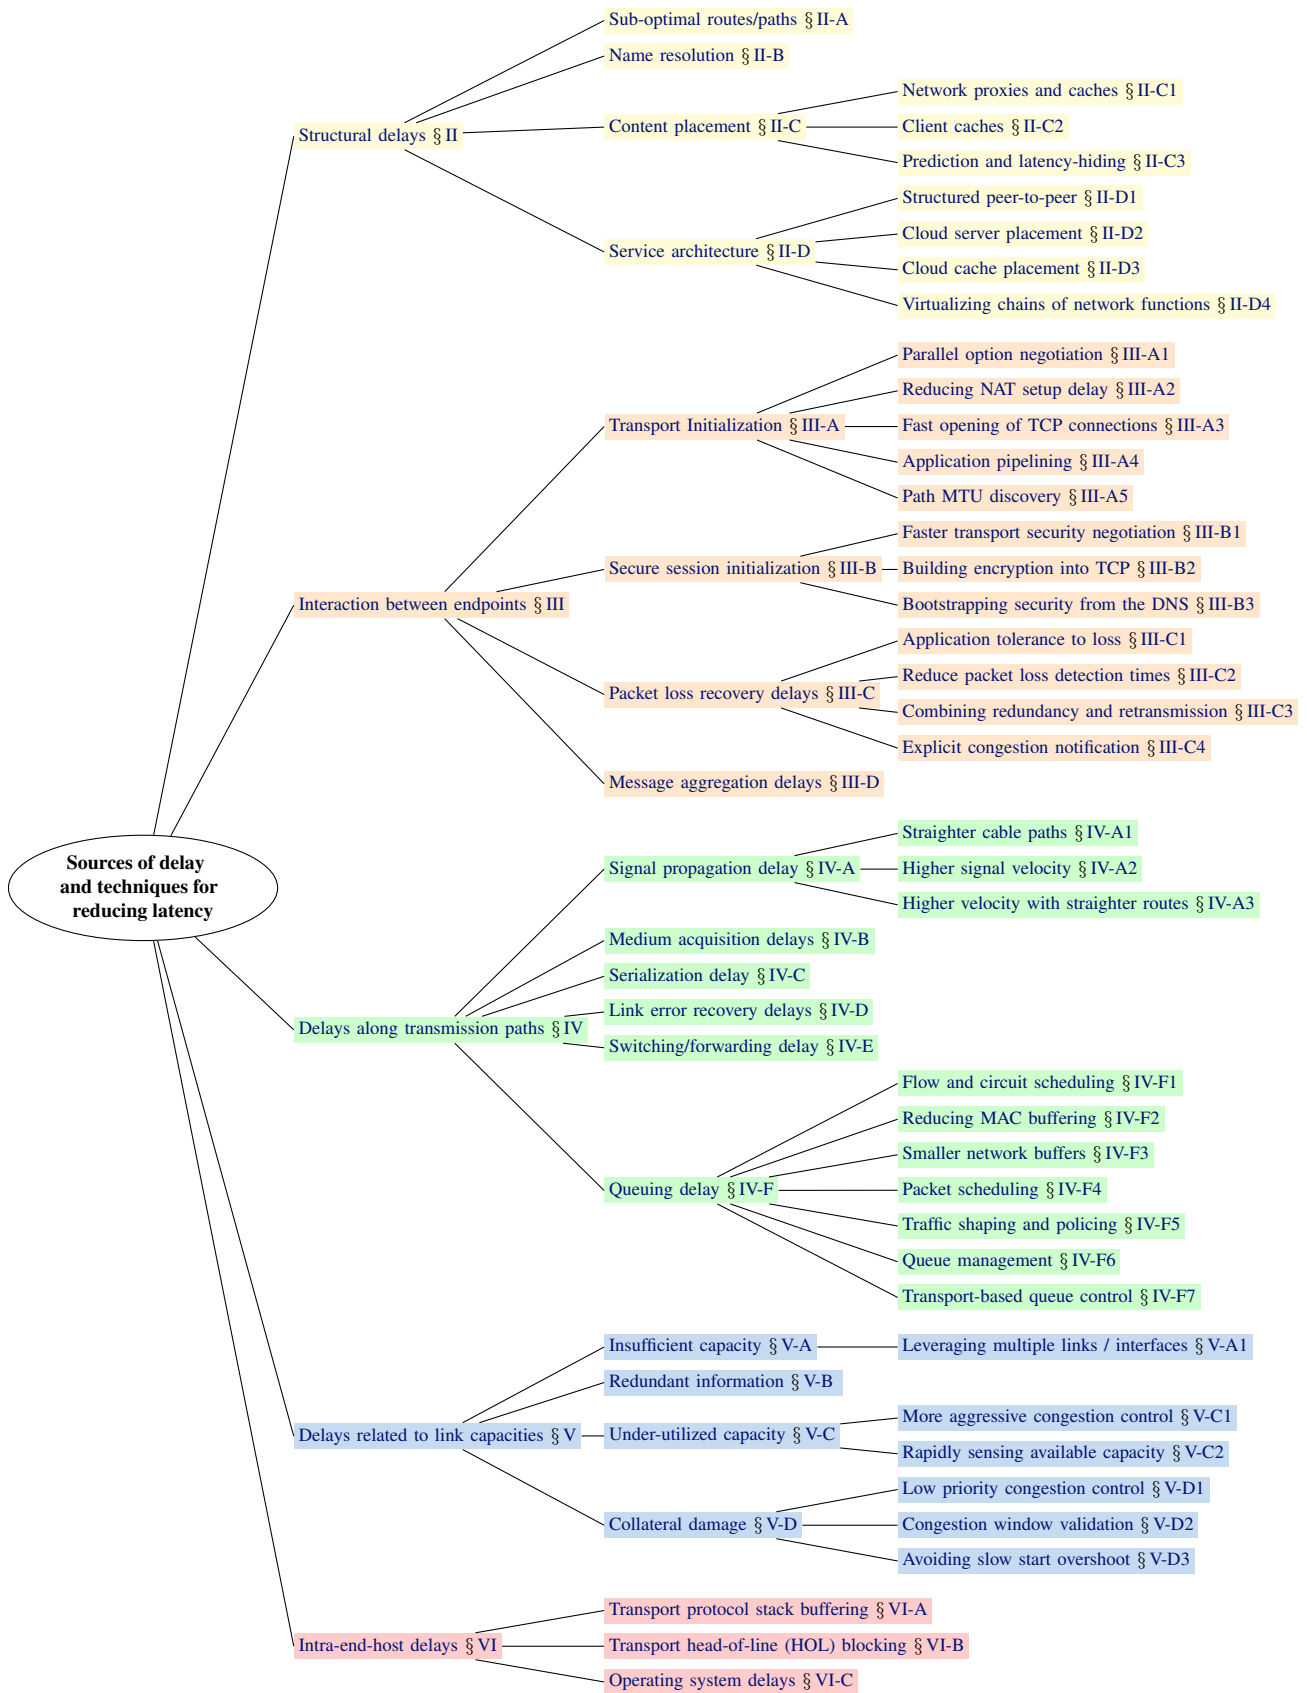 Sub-optimal routes/paths § II-A
Name resolution § II-B
Network proxies and caches § II-C1
Structural delays § II
Content placement § II-C
Client caches § II-C2
Prediction and latency-hiding § II-C3
Structured peer-to-peer § II-D1
Service architecture § II-D
Cloud server placement § II-D2
Cloud cache placement § II-D3
Virtualizing chains of network functions § II-D4
Parallel option negotiation § III-A1
Reducing NAT setup delay § III-A2
Transport Initialization § III-A
Fast opening of TCP connections § III-A3
Application pipelining § III-A4
Path MTU discovery § III-A5
Faster transport security negotiation § III-B1
Secure session initialization § III-B
Building encryption into TCP § III-B2
Interaction between endpoints § III
Bootstrapping security from the DNS § III-B3
Application tolerance to loss § III-C1
Reduce packet loss detection times § III-C2
Packet loss recovery delays § III-C
Combining redundancy and retransmission § III-C3
Explicit congestion notification § III-C4
Message aggregation delays § III-D
Sources of delay
and techniques for
reducing latency
Straighter cable paths § IV-A1
Signal propagation delay § IV-A
Higher signal velocity § IV-A2
Higher velocity with straighter routes § IV-A3
Medium acquisition delays § IV-B
Serialization delay § IV-C
Link error recovery delays § IV-D
Delays along transmission paths § IV
Switching/forwarding delay § IV-E
Flow and circuit scheduling § IV-F1
Reducing MAC buffering § IV-F2
Smaller network buffers § IV-F3
Queuing delay § IV-F
Packet scheduling § IV-F4
Traffic shaping and policing § IV-F5
Queue management § IV-F6
Transport-based queue control § IV-F7
Insufficient capacity § V-A
Leveraging multiple links / interfaces § V-A1
Redundant information § V-B
Delays related to link capacities § V
Under-utilized capacity § V-C
More aggressive congestion control § V-C1
Rapidly sensing available capacity § V-C2
Low priority congestion control § V-D1
Collateral damage § V-D
Congestion window validation § V-D2
Avoiding slow start overshoot § V-D3
Transport protocol stack buffering § VI-A
Intra-end-host delays § VI
Transport head-of-line (HOL) blocking § VI-B
Operating system delays § VI-C